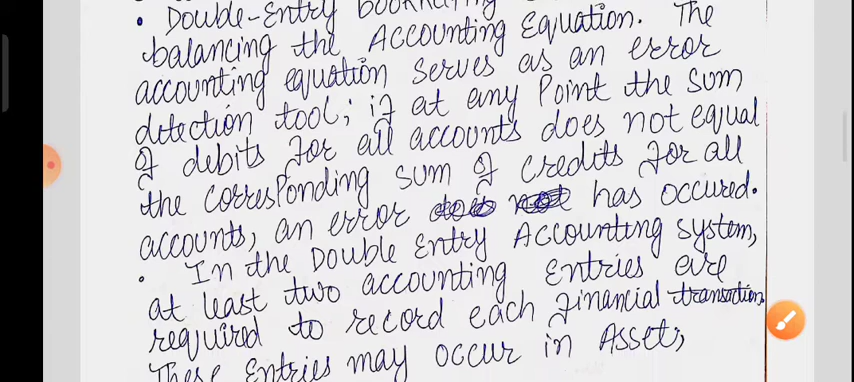 • Double-Entry bookkeeping
balancing the Accounting Equation. The
accounting equation serves as an error
detection tool; if at any Point the sum
of debits for all accounts does not equal
the corresponding sum of credits for all
accounts, an error has occured.
• In the Double Entry Accounting system,
at least two accounting Entries are
required to record each financial transaction.
These Entries may occur in Asset,